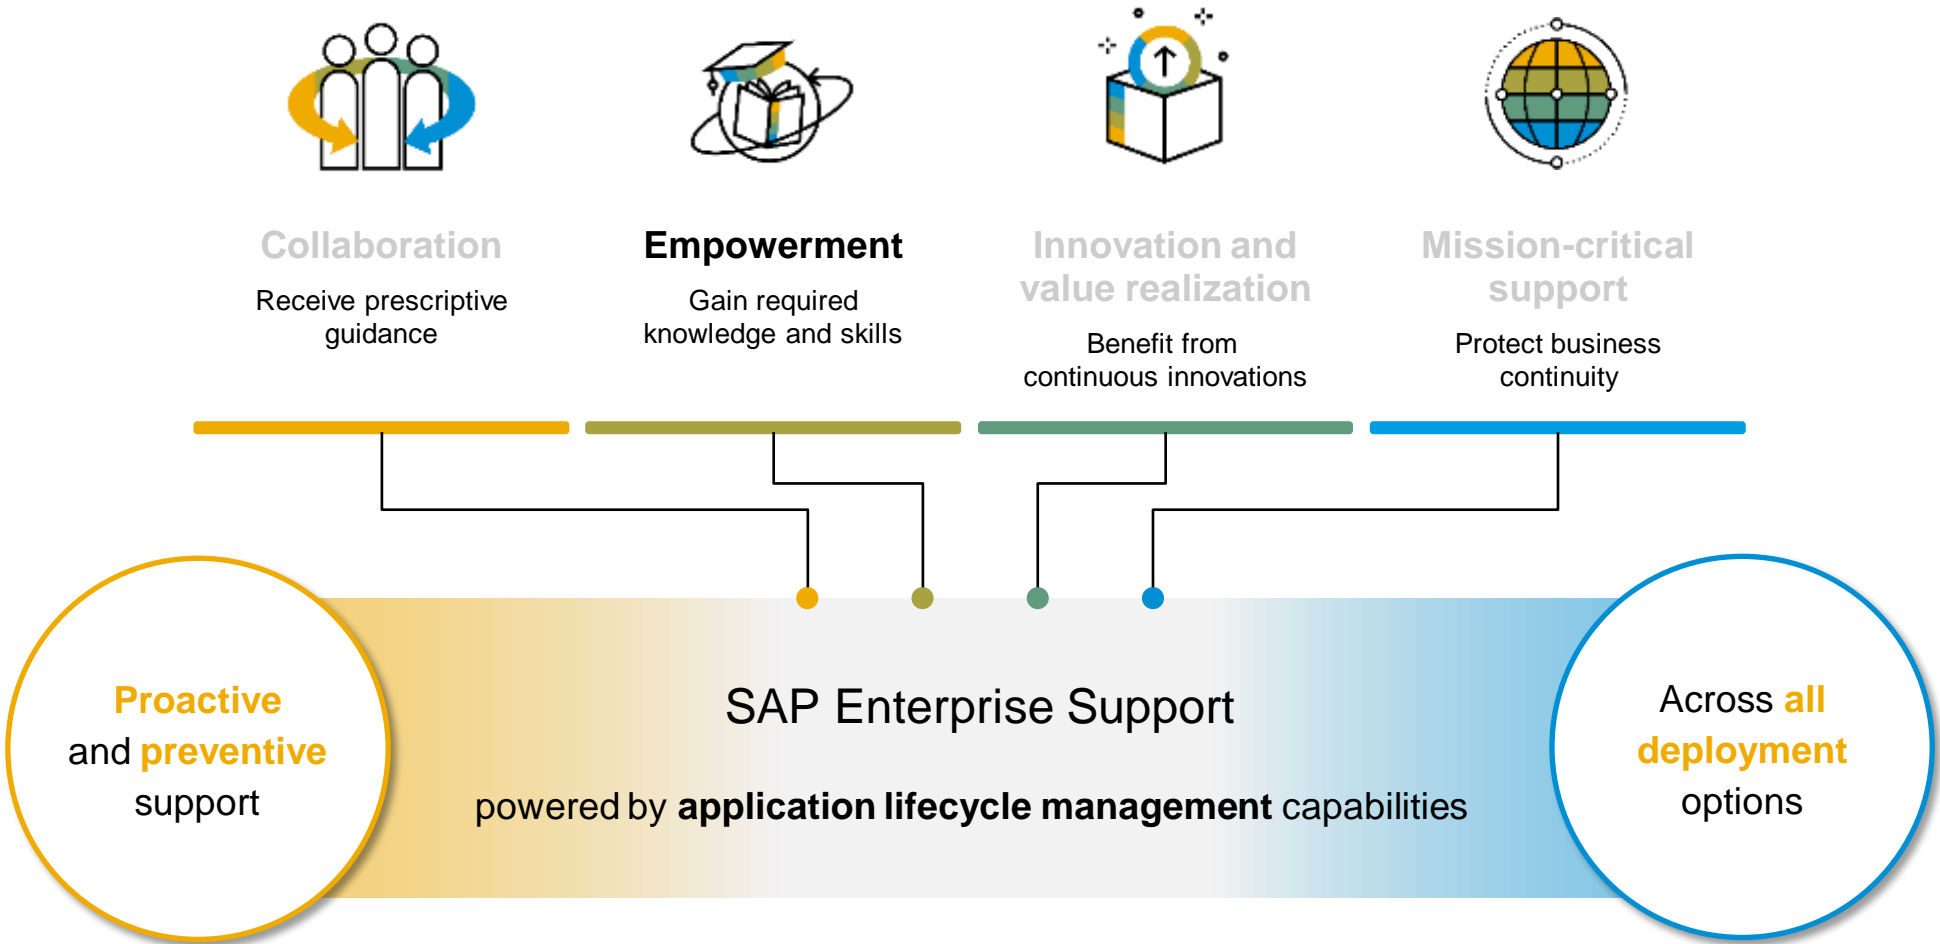 Collaboration
Receive prescriptive
guidance
Empowerment
Gain required
knowledge and skills
Innovation and
value realization
Benefit from
continuous innovations
Mission-critical
support
Protect business
continuity
Proactive
and preventive
support
SAP Enterprise Support
powered by application lifecycle management capabilities
Across all
deployment
options